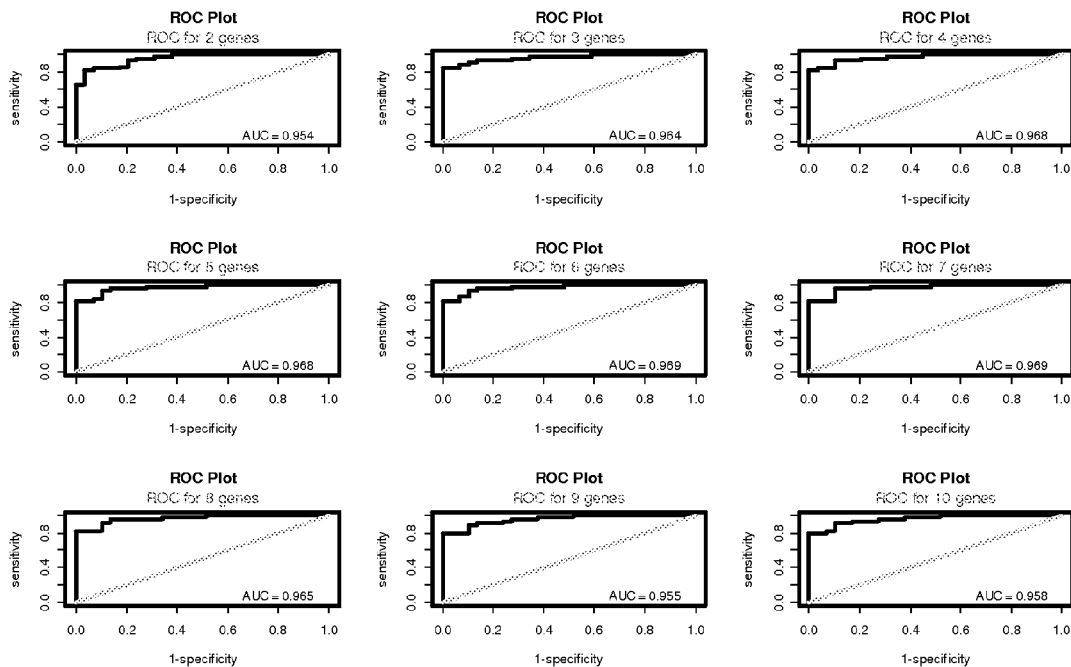 ROC Plot
ROC for 2 genes
sensitivity
0.0 0.4 0.8
AUC = 0.954
0.0 0.2 0.4 0.6 0.8 1.0
1-specificity
ROC Plot
ROC for 3 genes
sensitivity
0.0 0.4 0.8
AUC = 0.964
0.0 0.2 0.4 0.6 0.8 1.0
1-specificity
ROC Plot
ROC for 4 genes
sensitivity
0.0 0.4 0.8
AUC = 0.968
0.0 0.2 0.4 0.6 0.8 1.0
1-specificity
ROC Plot
ROC for 5 genes
sensitivity
0.0 0.4 0.8
AUC = 0.968
0.0 0.2 0.4 0.6 0.8 1.0
1-specificity
ROC Plot
ROC for 6 genes
sensitivity
0.0 0.4 0.8
AUC = 0.969
0.0 0.2 0.4 0.6 0.8 1.0
1-specificity
ROC Plot
ROC for 7 genes
sensitivity
0.0 0.4 0.8
AUC = 0.969
0.0 0.2 0.4 0.6 0.8 1.0
1-specificity
ROC Plot
ROC for 8 genes
sensitivity
0.0 0.4 0.8
AUC = 0.965
0.0 0.2 0.4 0.6 0.8 1.0
1-specificity
ROC Plot
ROC for 9 genes
sensitivity
0.0 0.4 0.8
AUC = 0.955
0.0 0.2 0.4 0.6 0.8 1.0
1-specificity
ROC Plot
ROC for 10 genes
sensitivity
0.0 0.4 0.8
AUC = 0.958
0.0 0.2 0.4 0.6 0.8 1.0
1-specificity